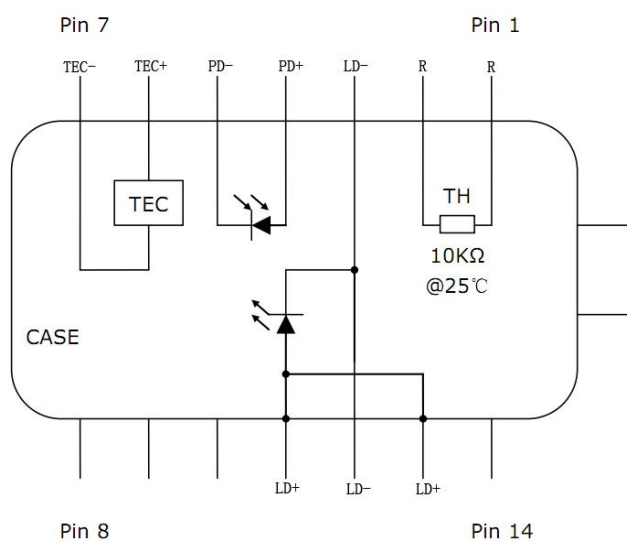 Pin 7 Pin 1
TEC- TEC+ PD- PD+ LD- R R
TEC
TH
10KΩ
@25℃
CASE
LD+ LD- LD+
Pin 8 Pin 14